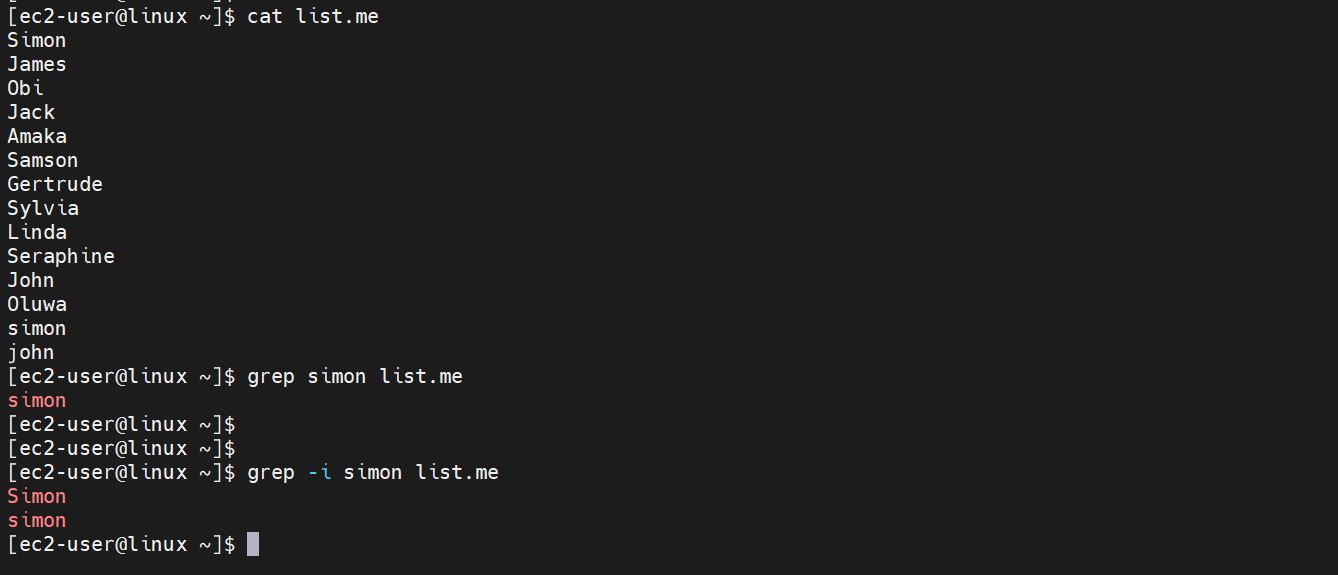 [ec2-user@linux ~]$ cat list.me
Simon
James
Obi
Jack
Amaka
Samson
Gertrude
Sylvia
Linda
Seraphine
John
Oluwa
simon
john
[ec2-user@linux ~]$ grep simon list.me
simon
[ec2-user@linux ~]$
[ec2-user@linux ~]$
[ec2-user@linux ~]$ grep -i simon list.me
Simon
simon
[ec2-user@linux ~]$